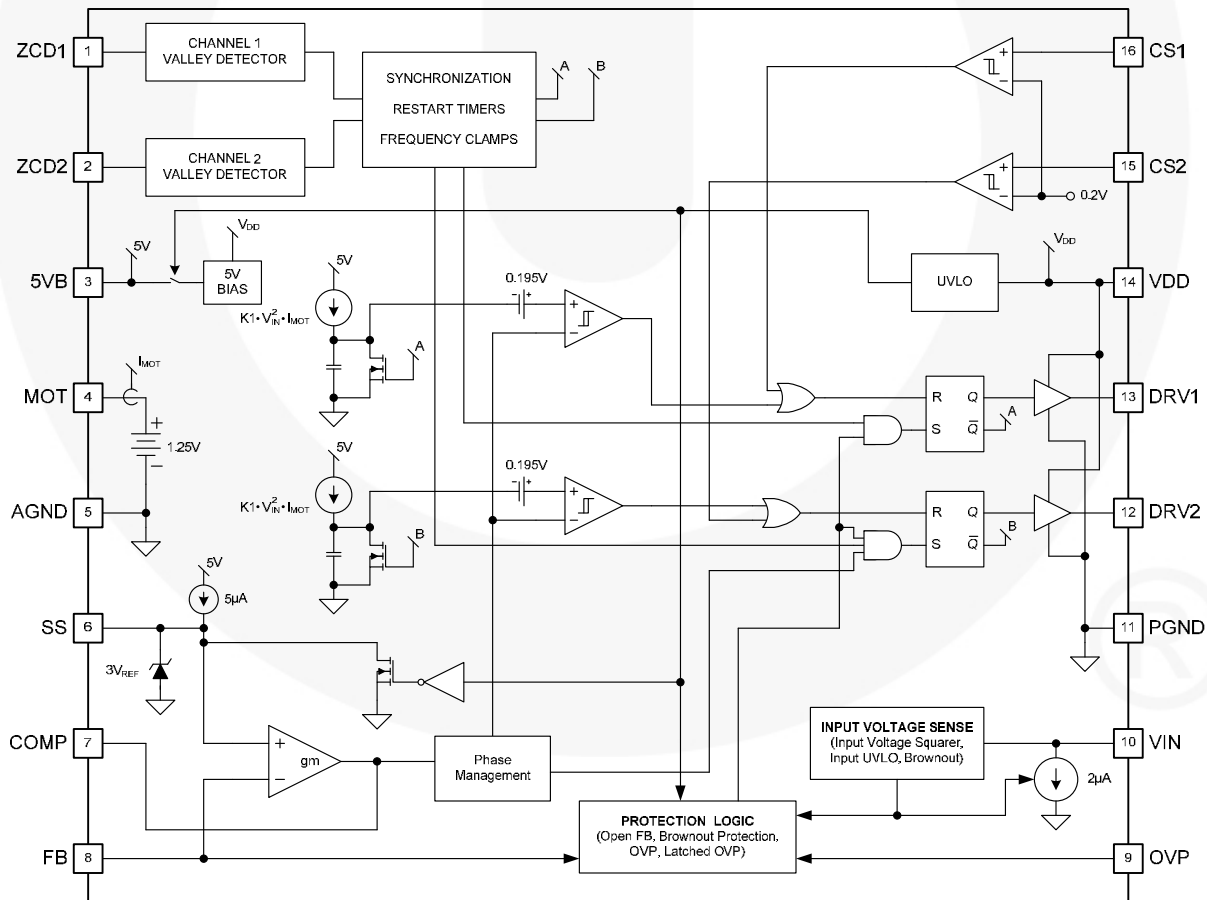 ZCD1
1
CHANNEL 1
VALLEY DETECTOR
SYNCHRONIZATION
RESTART TIMERS
FREQUENCY CLAMPS
A
B
16
CS1
ZCD2
2
CHANNEL 2
VALLEY DETECTOR
15
CS2
0.2V
5VB
3
5V
VDD
5V
BIAS
UVLO
VDD
14
VDD
5V
K1•V²IN•IMOT
A
0.195V
+
−
MOT
4
IMOT
+
1.25V
−
R
Q
S
Q̅
A
13
DRV1
5V
K1•V²IN•IMOT
B
0.195V
+
−
AGND
5
R
Q
S
Q̅
B
12
DRV2
SS
6
5V
5µA
3VREF
11
PGND
COMP
7
+
gm
−
Phase
Management
INPUT VOLTAGE SENSE
(Input Voltage Squarer,
Input UVLO, Brownout)
10
VIN
2µA
FB
8
PROTECTION LOGIC
(Open FB, Brownout Protection,
OVP, Latched OVP)
9
OVP
®